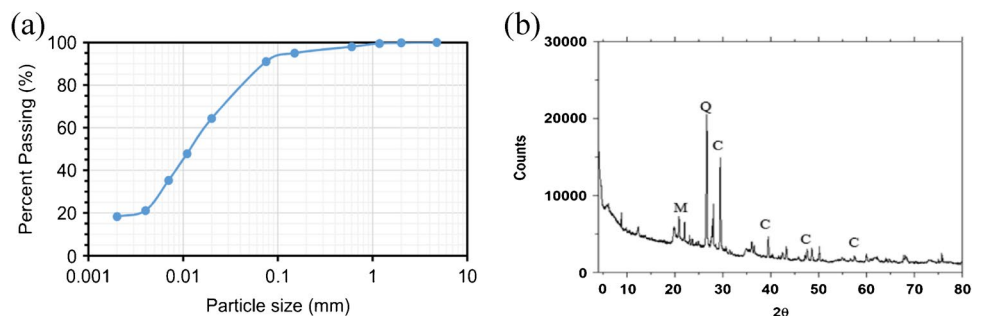 (a)
Percent Passing (%)
100
80
60
40
20
0
0.001 0.01 0.1 1 10
Particle size (mm)
(b)
Counts
30000
20000
10000
0
Q
C
M
C
C
C
0 10 20 30 40 50 60 70 80
2θ